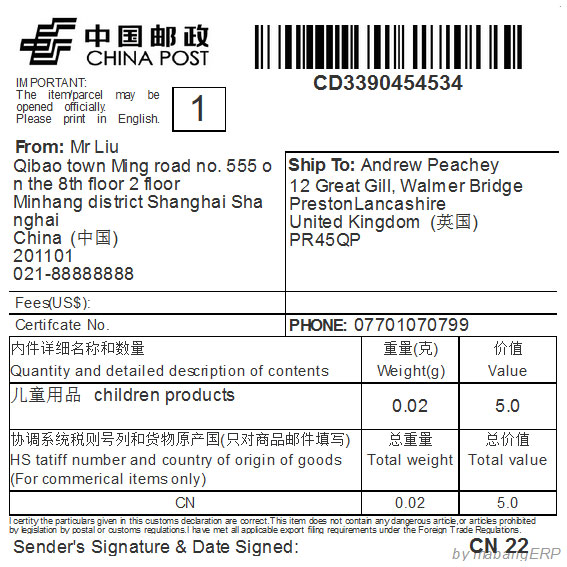 中国邮政
CHINA POST
CD3390454534
IMPORTANT:
The item/parcel may be
opened officially.
Please print in English.
1
From: Mr Liu
Qibao town Ming road no. 555 o
n the 8th floor 2 floor
Minhang district Shanghai Sha
nghai
China (中国)
201101
021-88888888
Ship To: Andrew Peachey
12 Great Gill, Walmer Bridge
PrestonLancashire
United Kingdom (英国)
PR45QP
Fees(US$):
Certifcate No.
PHONE: 07701070799
内件详细名称和数量 重量(克) 价值
Quantity and detailed description of contents Weight(g) Value
儿童用品 children products 0.02 5.0
协调系统税则号列和货物原产国(只对商品邮件填写) 总重量 总价值
HS tatiff number and country of origin of goods Total weight Total value
(For commerical items only)
CN 0.02 5.0
I certity the particulars given in this customs declaration are correct.This item does not contain any dangerous article,or articles prohibited
by legislation by postal or customs regulations.I have met all applicable export filing requirements under the Foreign Trade Regulations.
Sender's Signature & Date Signed: CN 22
by mabangERP